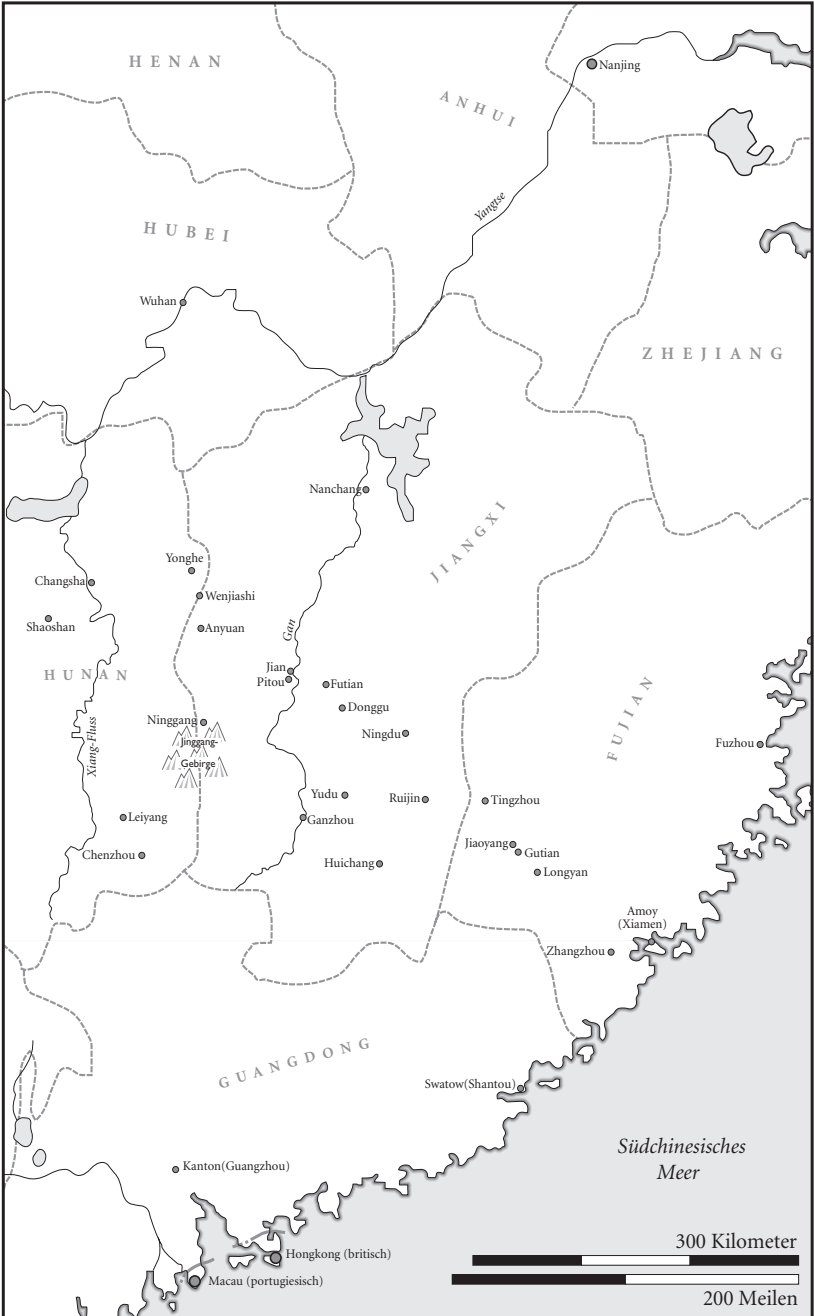 HENAN
Nanjing
ANHUI
Yangtse
HUBEI
Wuhan
ZHEJIANG
Nanchang
JIANGXI
Yonghe
Changsha
Wenjiashi
Shaoshan
Anyuan
Gan
HUNAN
Jian
Pitou
Futian
Donggu
FUJIAN
Ninggang
Jinggang-
Gebirge
Xiang-Fluss
Ningdu
Fuzhou
Yudu
Ruijin
Tingzhou
Leiyang
Ganzhou
Jiaoyang
Gutian
Chenzhou
Huichang
Longyan
Amoy
(Xiamen)
Zhangzhou
GUANGDONG
Swatow(Shantou)
Südchinesisches
Meer
Kanton(Guangzhou)
300 Kilometer
Hongkong (britisch)
Macau (portugiesisch)
200 Meilen